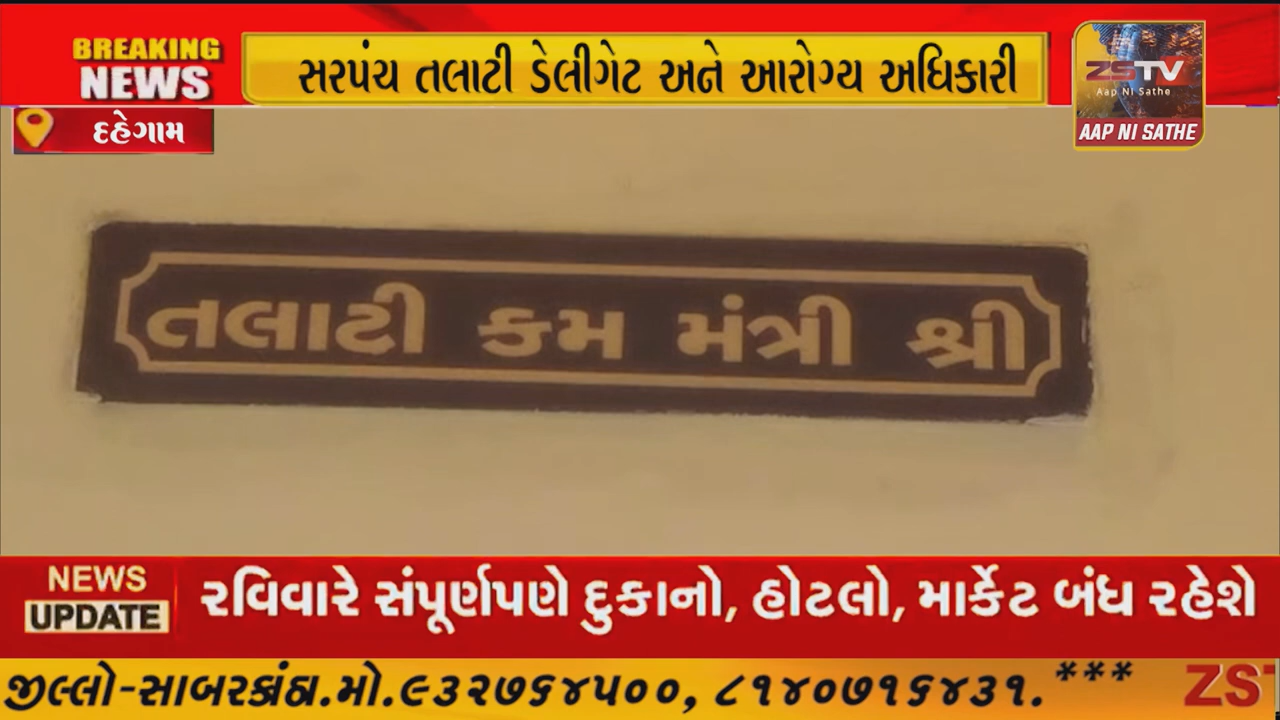 BREAKING NEWS
સરપંચ તલાટી ડેલીગેટ અને આરોગ્ય અધિકારી
ZSTV
Aap Ni Sathe
AAP NI SATHE
દહેગામ
તલાટી કમ મંત્રી શ્રી
NEWS UPDATE
રવિવારે સંપૂર્ણપણે દુકાનો, હોટલો, માર્કેટ બંધ રહેશે
જીલ્લો-સાબરકાંઠા.મો.૯૩૨૭૬૪૫૦૦, ૮૧૪૦૭૧૬૪૩૧.*** ZST